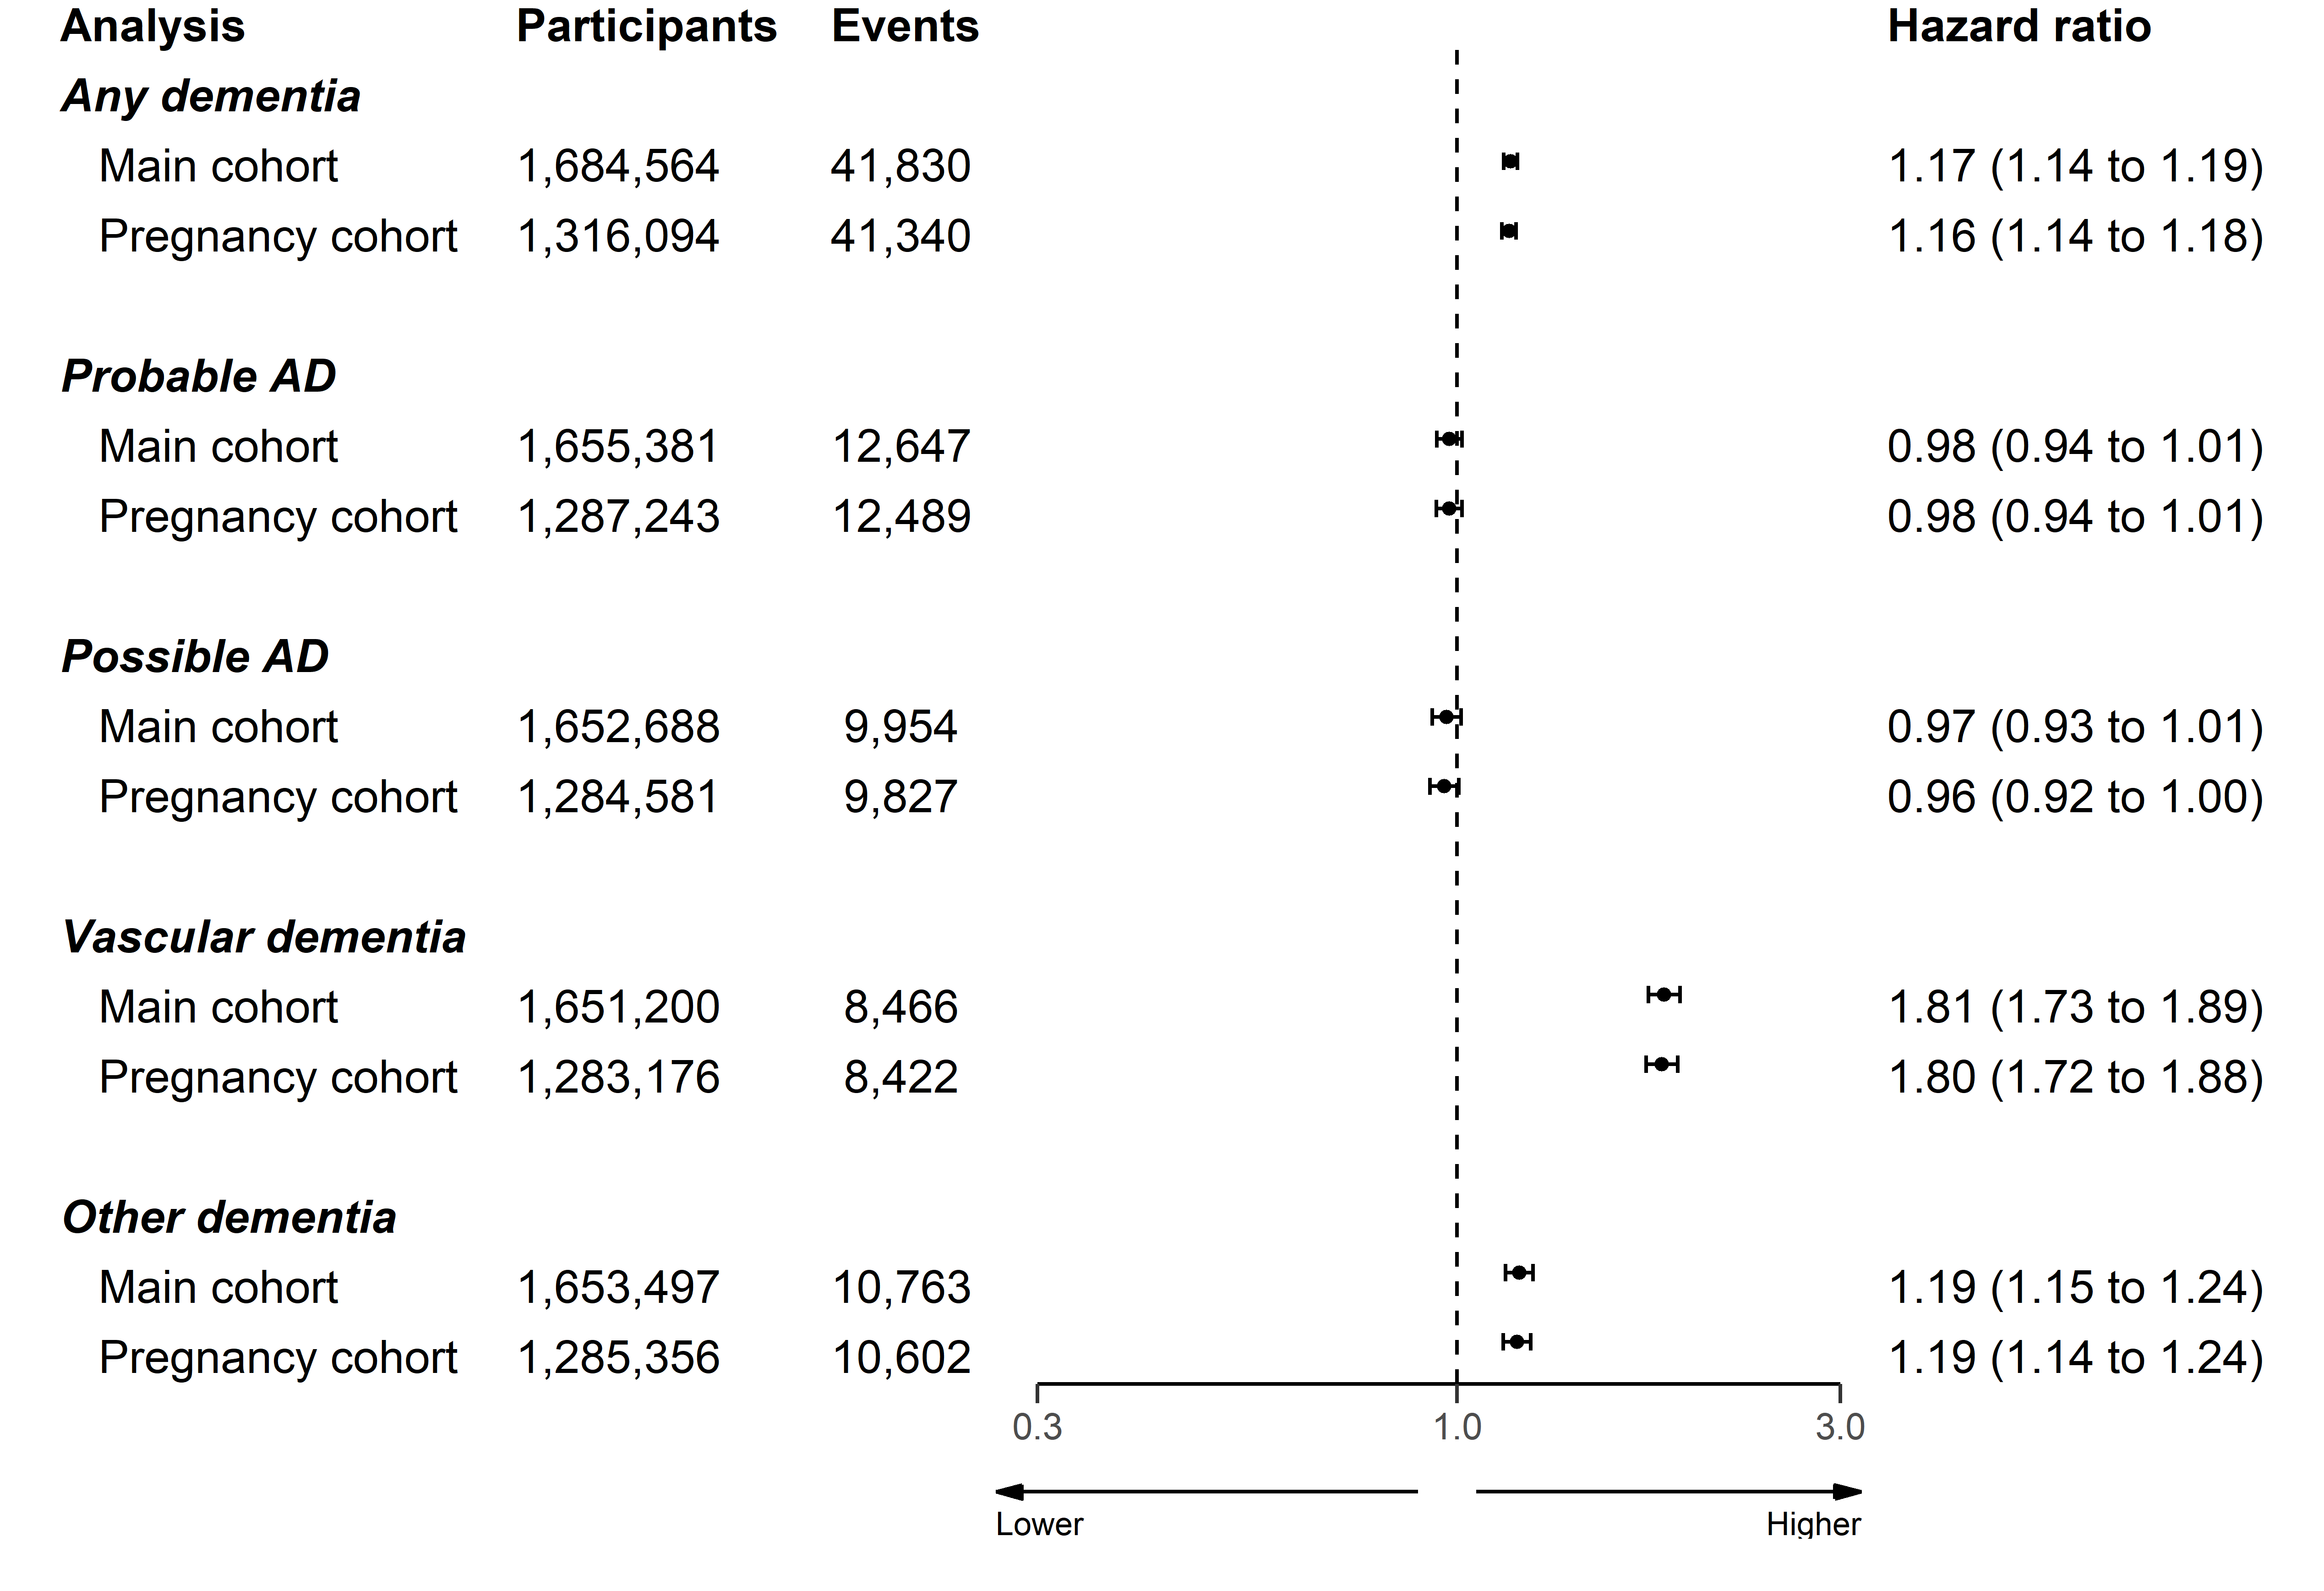 Analysis Participants Events Hazard ratio
Any dementia
Main cohort 1,684,564 41,830 1.17 (1.14 to 1.19)
Pregnancy cohort 1,316,094 41,340 1.16 (1.14 to 1.18)
Probable AD
Main cohort 1,655,381 12,647 0.98 (0.94 to 1.01)
Pregnancy cohort 1,287,243 12,489 0.98 (0.94 to 1.01)
Possible AD
Main cohort 1,652,688 9,954 0.97 (0.93 to 1.01)
Pregnancy cohort 1,284,581 9,827 0.96 (0.92 to 1.00)
Vascular dementia
Main cohort 1,651,200 8,466 1.81 (1.73 to 1.89)
Pregnancy cohort 1,283,176 8,422 1.80 (1.72 to 1.88)
Other dementia
Main cohort 1,653,497 10,763 1.19 (1.15 to 1.24)
Pregnancy cohort 1,285,356 10,602 1.19 (1.14 to 1.24)
0.3 1.0 3.0
Lower Higher